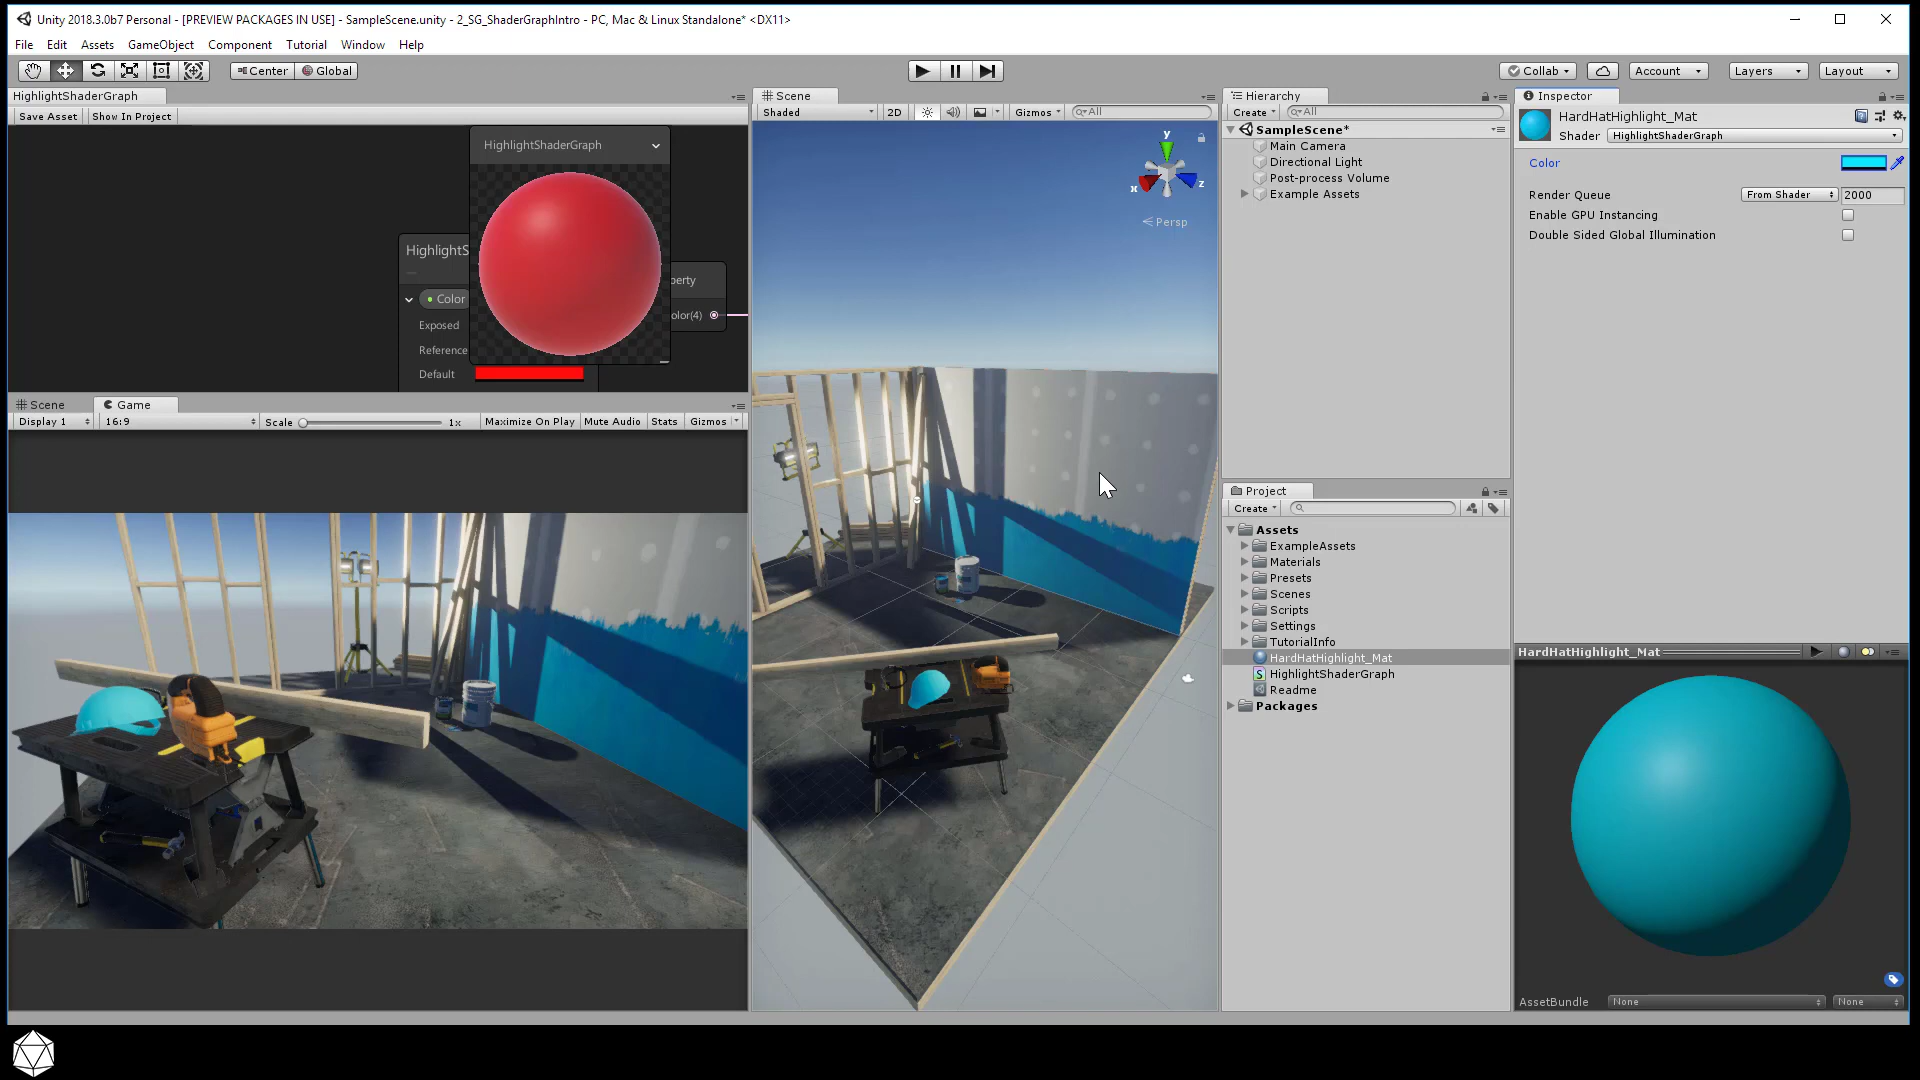 Unity 2018.3.0b7 Personal - [PREVIEW PACKAGES IN USE] - SampleScene.unity - 2_SG_ShaderGraphIntro - PC, Mac & Linux Standalone* <DX11>
File Edit Assets GameObject Component Tutorial Window Help
Center Global Collab Account Layers Layout
HighlightShaderGraph
Save Asset Show In Project
HighlightShaderGraph
HighlightS
Color
Exposed
Reference
Default
perty
olor(4)
Scene Game
Display 1 16:9 Scale 1x Maximize On Play Mute Audio Stats Gizmos
Scene
Shaded 2D Gizmos All
y
x z
Persp
Hierarchy
Create All
SampleScene*
Main Camera
Directional Light
Post-process Volume
Example Assets
Project
Create
Assets
ExampleAssets
Materials
Presets
Scenes
Scripts
Settings
TutorialInfo
HardHatHighlight_Mat
HighlightShaderGraph
Readme
Packages
Inspector
HardHatHighlight_Mat
Shader HighlightShaderGraph
Color
Render Queue From Shader 2000
Enable GPU Instancing
Double Sided Global Illumination
HardHatHighlight_Mat
AssetBundle None None